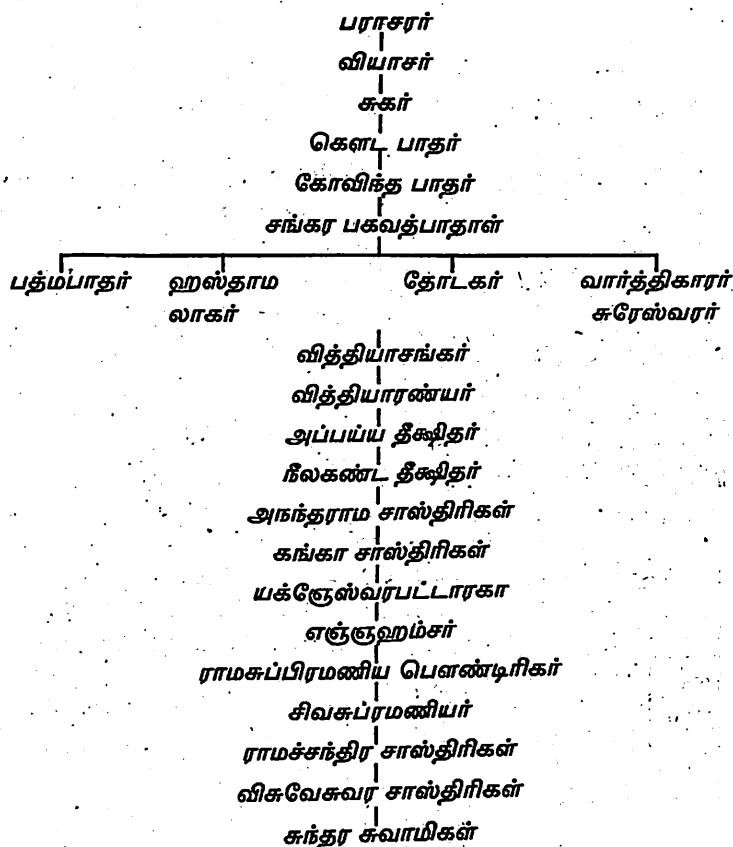 பராசரர்
வியாசர்
சுகர்
கௌட பாதர்
கோவிந்த பாதர்
சங்கர பகவத்பாதாள்
பத்மபாதர் ஹஸ்தாம தோடகர் வார்த்திகாரர்
லாகர் சுரேஸ்வரர்
வித்தியாசங்கர்
வித்தியாரண்யர்
அப்பய்ய தீக்ஷிதர்
நீலகண்ட தீக்ஷிதர்
அநந்தராம சாஸ்திரிகள்
கங்கா சாஸ்திரிகள்
யக்ஞேஸ்வரபட்டாரகா
எஞ்ஞஹம்சர்
ராமசுப்பிரமணிய பௌண்டிரிகர்
சிவசுப்ரமணியர்
ராமச்சந்திர சாஸ்திரிகள்
விசுவேசுவர சாஸ்திரிகள்
சுந்தர சுவாமிகள்